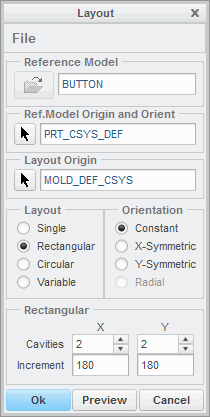 Layout
File
Reference Model
BUTTON
Ref.Model Origin and Orient
PRT_CSYS_DEF
Layout Origin
MOLD_DEF_CSYS
Layout
Single
Rectangular
Circular
Variable
Orientation
Constant
X-Symmetric
Y-Symmetric
Radial
Rectangular
X Y
Cavities 2 2
Increment 180 180
Ok Preview Cancel